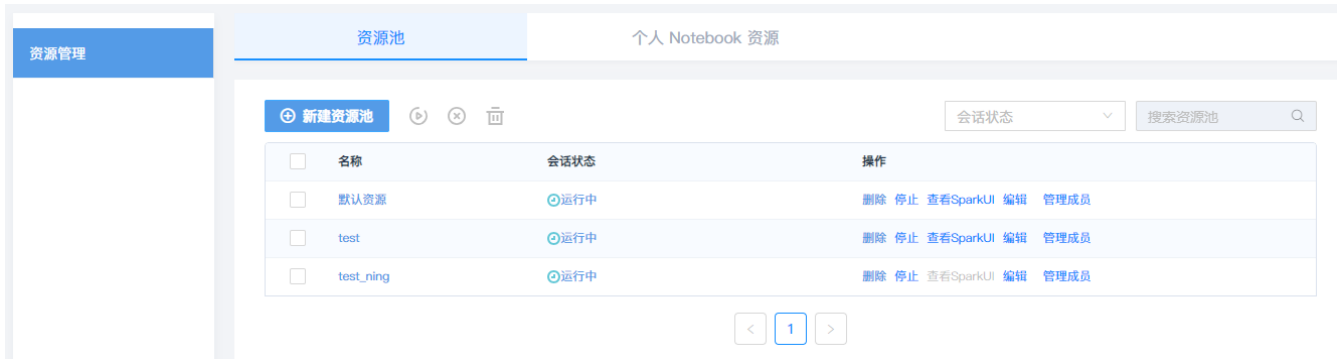 资源管理
资源池
个人 Notebook 资源
新建资源池
会话状态
搜索资源池
名称 会话状态 操作
默认资源 运行中 删除 停止 查看SparkUI 编辑 管理成员
test 运行中 删除 停止 查看SparkUI 编辑 管理成员
test_ning 运行中 删除 停止 查看SparkUI 编辑 管理成员
< 1 >